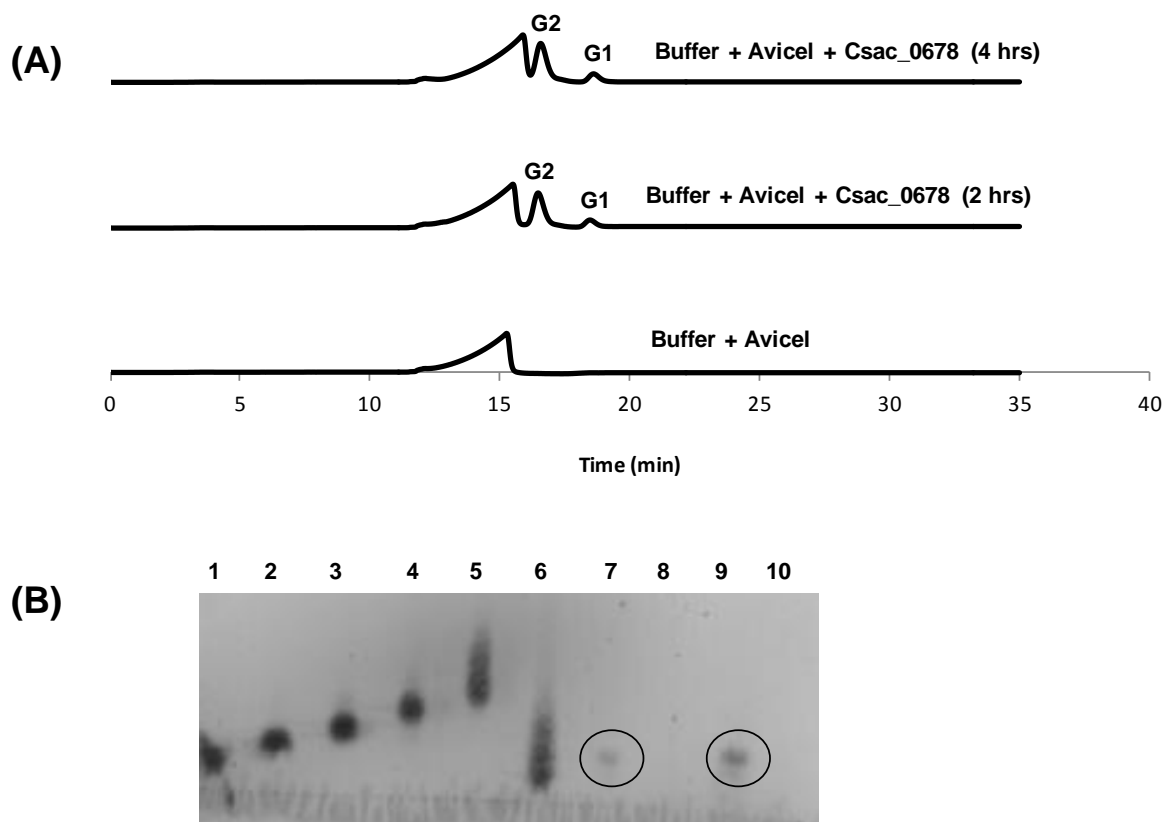 (A)
G2
G1
Buffer + Avicel + Csac_0678 (4 hrs)
G2
G1
Buffer + Avicel + Csac_0678 (2 hrs)
Buffer + Avicel
0 5 10 15 20 25 30 35 40
Time (min)
(B)
1 2 3 4 5 6 7 8 9 10